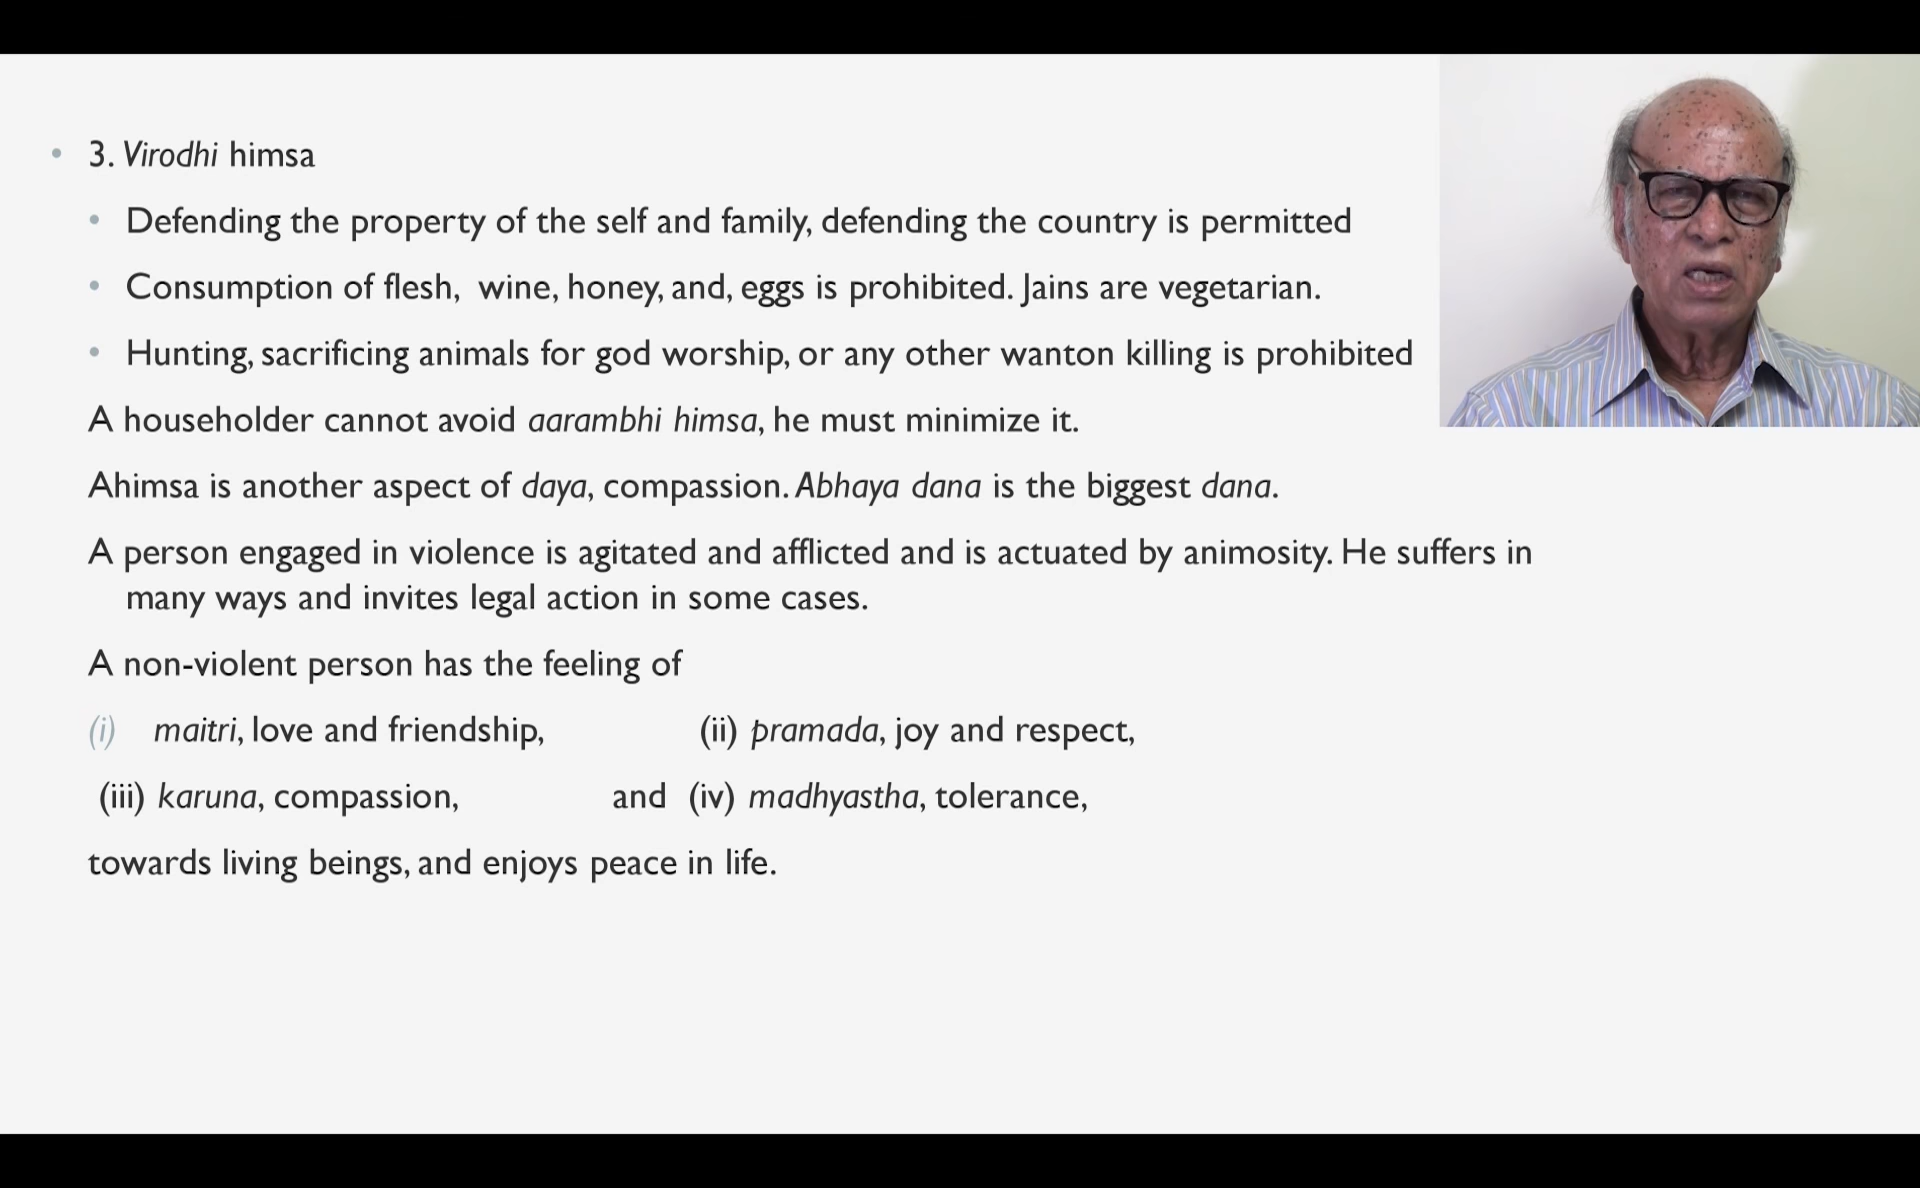 • 3. Virodhi himsa
• Defending the property of the self and family, defending the country is permitted
• Consumption of flesh,  wine, honey, and, eggs is prohibited. Jains are vegetarian.
• Hunting, sacrificing animals for god worship, or any other wanton killing is prohibited
A householder cannot avoid aarambhi himsa, he must minimize it.
Ahimsa is another aspect of daya, compassion. Abhaya dana is the biggest dana.
A person engaged in violence is agitated and afflicted and is actuated by animosity. He suffers in
many ways and invites legal action in some cases.
A non-violent person has the feeling of
(i) maitri, love and friendship, (ii) pramada, joy and respect,
(iii) karuna, compassion, and (iv) madhyastha, tolerance,
towards living beings, and enjoys peace in life.